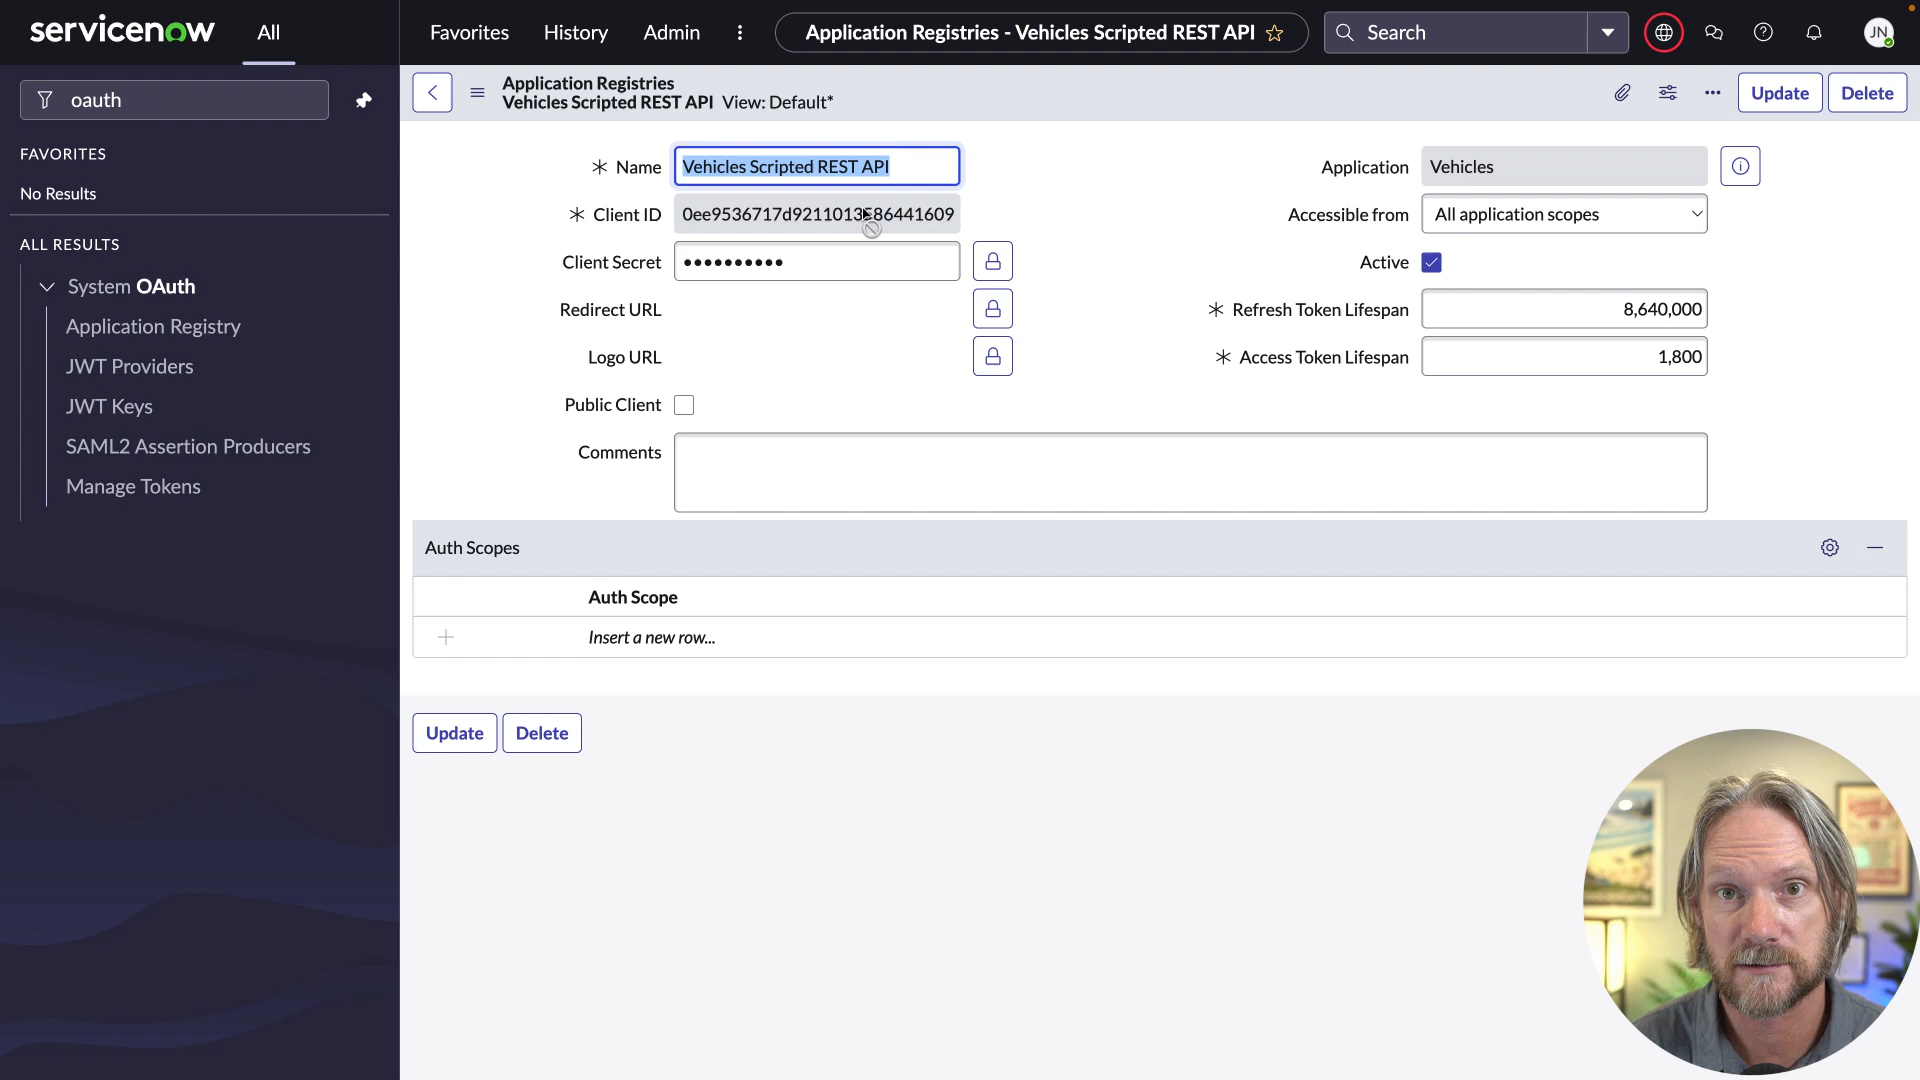 servicenow
All
Favorites
History
Admin
Application Registries - Vehicles Scripted REST API
Search
JN
oauth
FAVORITES
No Results
ALL RESULTS
System OAuth
Application Registry
JWT Providers
JWT Keys
SAML2 Assertion Producers
Manage Tokens
Application Registries
Vehicles Scripted REST API View: Default*
Update
Delete
Name
Vehicles Scripted REST API
Application
Vehicles
Client ID
Accessible from
All application scopes
Client Secret
Active
Redirect URL
Refresh Token Lifespan
8,640,000
Logo URL
Access Token Lifespan
1,800
Public Client
Comments
Auth Scopes
Auth Scope
Insert a new row...
Update
Delete